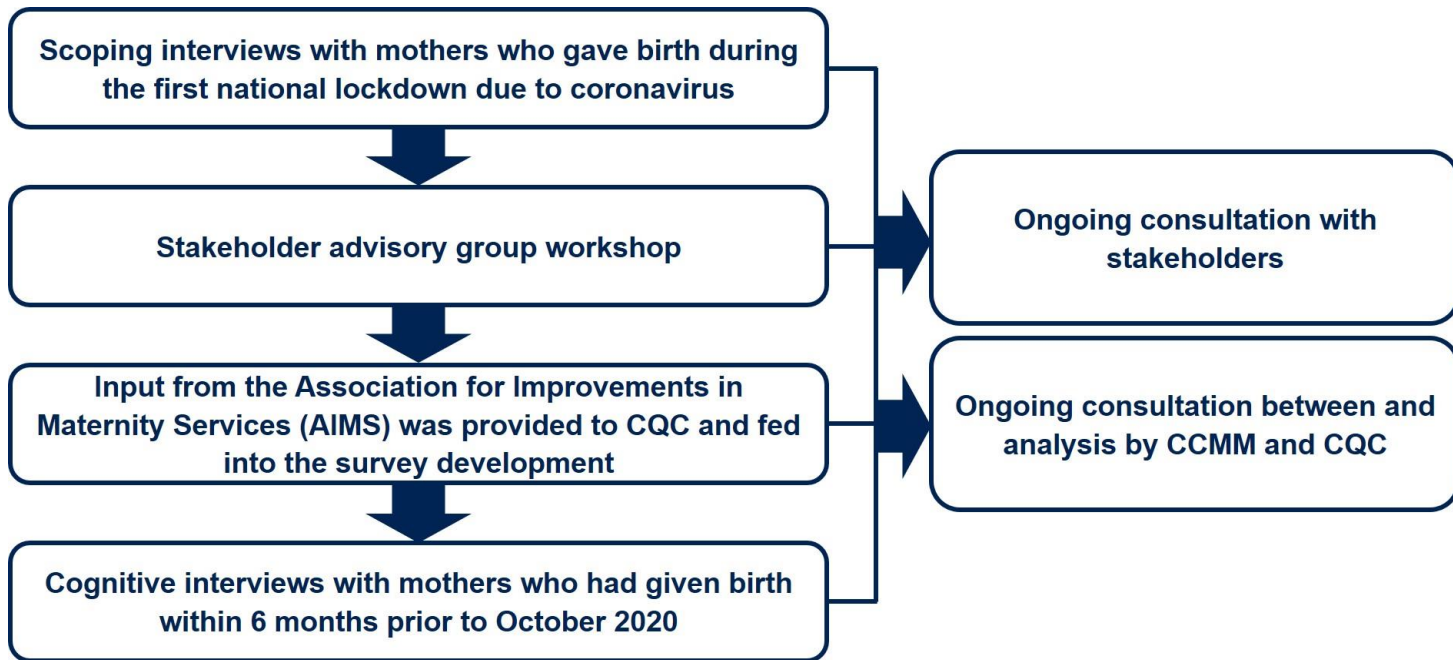 Scoping interviews with mothers who gave birth during
the first national lockdown due to coronavirus
Stakeholder advisory group workshop
Input from the Association for Improvements in
Maternity Services (AIMS) was provided to CQC and fed
into the survey development
Cognitive interviews with mothers who had given birth
within 6 months prior to October 2020
Ongoing consultation with
stakeholders
Ongoing consultation between and
analysis by CCMM and CQC